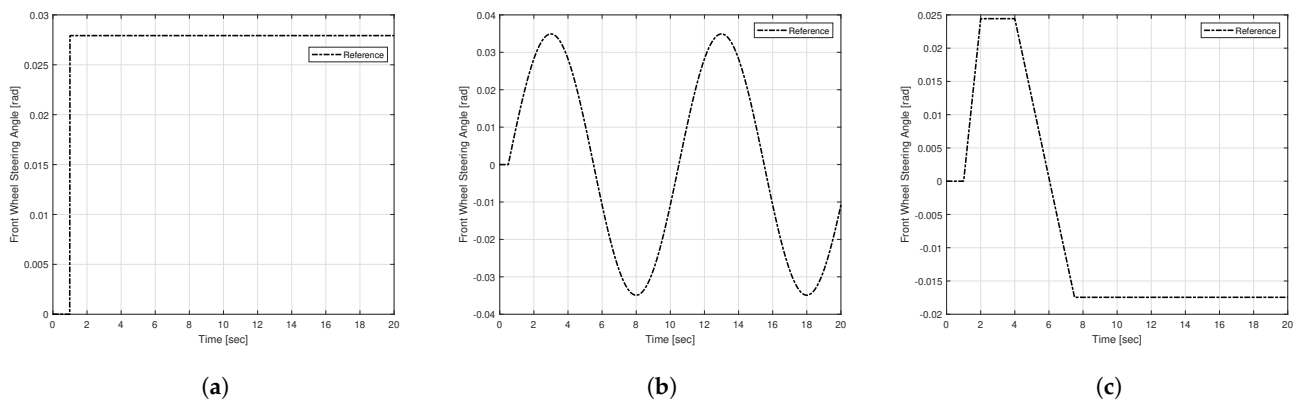 0.03
0.025
0.02
0.015
0.01
0.005
0
0 2 4 6 8 10 12 14 16 18 20
Front Wheel Steering Angle [rad]
Time [sec]
Reference
(a)
0.04
0.03
0.02
0.01
0
-0.01
-0.02
-0.03
-0.04
0 2 4 6 8 10 12 14 16 18 20
Front Wheel Steering Angle [rad]
Time [sec]
Reference
(b)
0.025
0.02
0.015
0.01
0.005
0
-0.005
-0.01
-0.015
-0.02
0 2 4 6 8 10 12 14 16 18 20
Front Wheel Steering Angle [rad]
Time [sec]
Reference
(c)